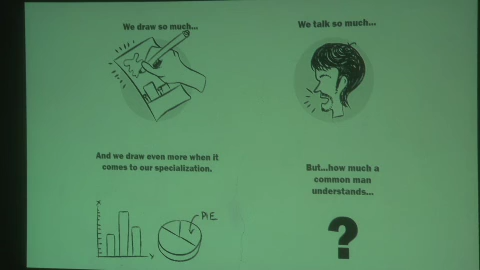 We draw so much...
We talk so much...
And we draw even more when it
comes to our specialization.
But...how much a
common man
understands...
x
y
PIE
?